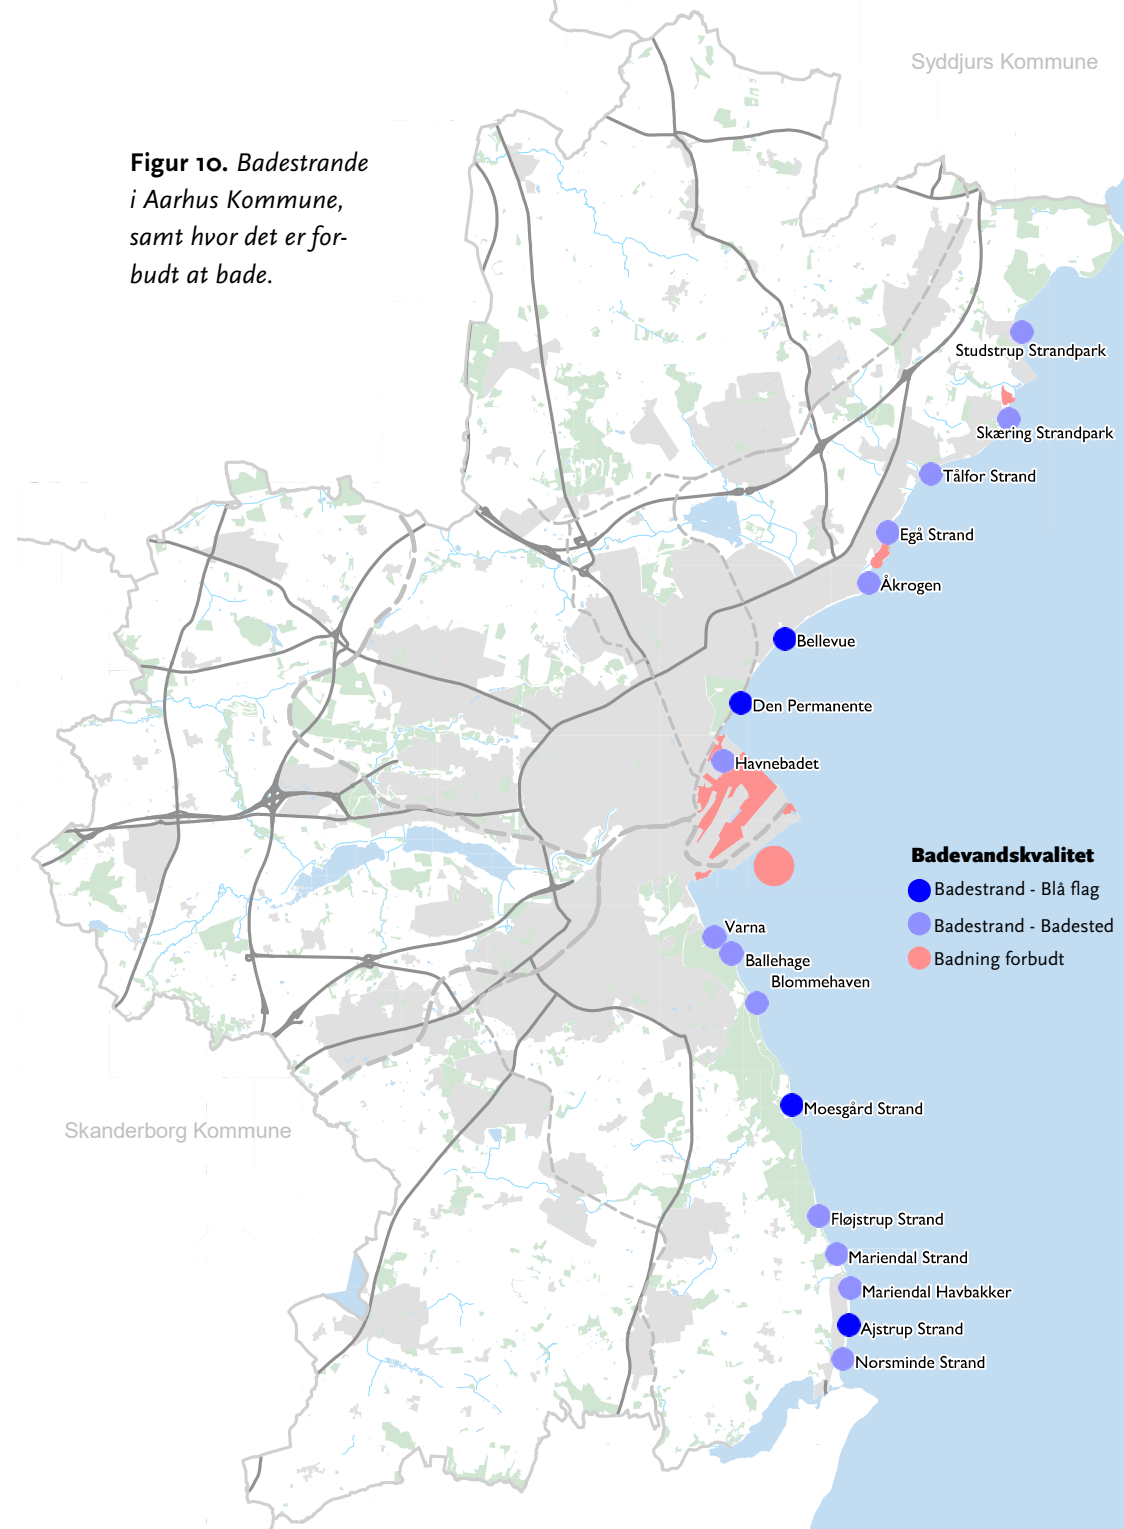 Syddjurs Kommune
Figur 10. Badestrande
i Aarhus Kommune,
samt hvor det er for-
budt at bade.
Studstrup Strandpark
Skæring Strandpark
Tålfor Strand
Egå Strand
Åkrogen
Bellevue
Den Permanente
Havnebadet
Badevandskvalitet
Badestrand - Blå flag
Badestrand - Badested
Badning forbudt
Varna
Ballehage
Blommehaven
Moesgård Strand
Skanderborg Kommune
Fløjstrup Strand
Mariendal Strand
Mariendal Havbakker
Ajstrup Strand
Norsminde Strand